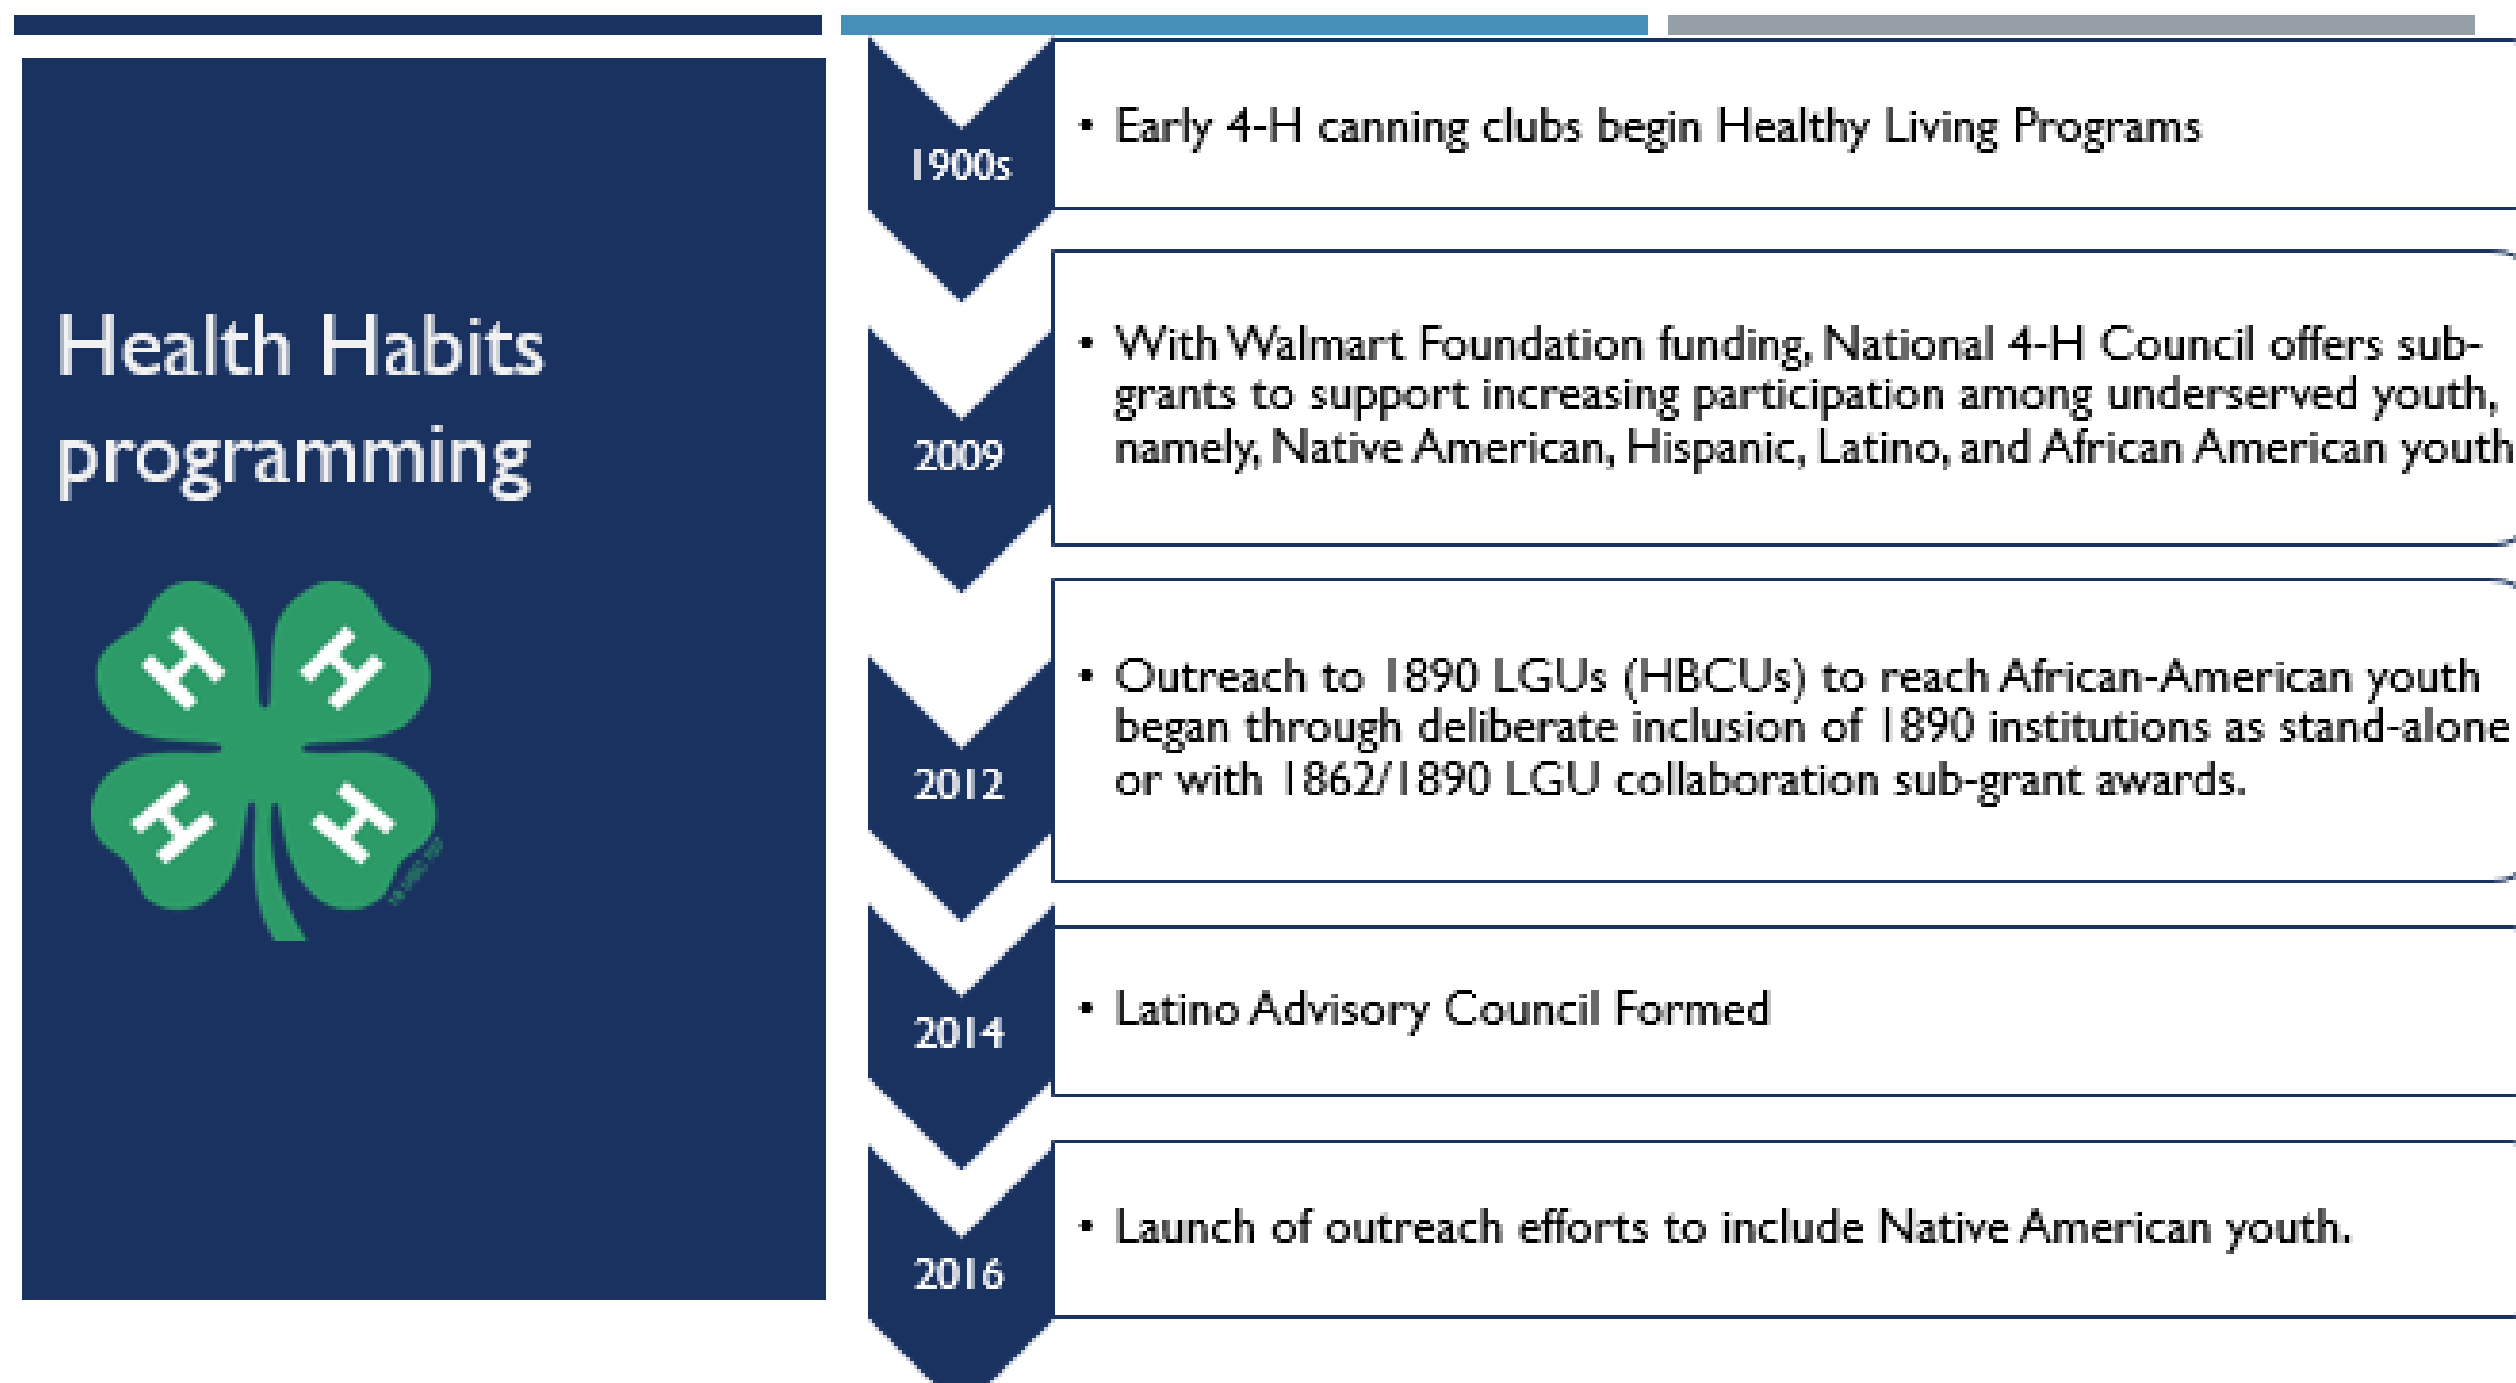 Health Habits
programming
H H
H H
1900s
• Early 4-H canning clubs begin Healthy Living Programs
2009
• With Walmart Foundation funding, National 4-H Council offers sub-
grants to support increasing participation among underserved youth,
namely, Native American, Hispanic, Latino, and African American youth
2012
• Outreach to 1890 LGUs (HBCUs) to reach African-American youth
began through deliberate inclusion of 1890 institutions as stand-alone
or with 1862/1890 LGU collaboration sub-grant awards.
2014
• Latino Advisory Council Formed
2016
• Launch of outreach efforts to include Native American youth.